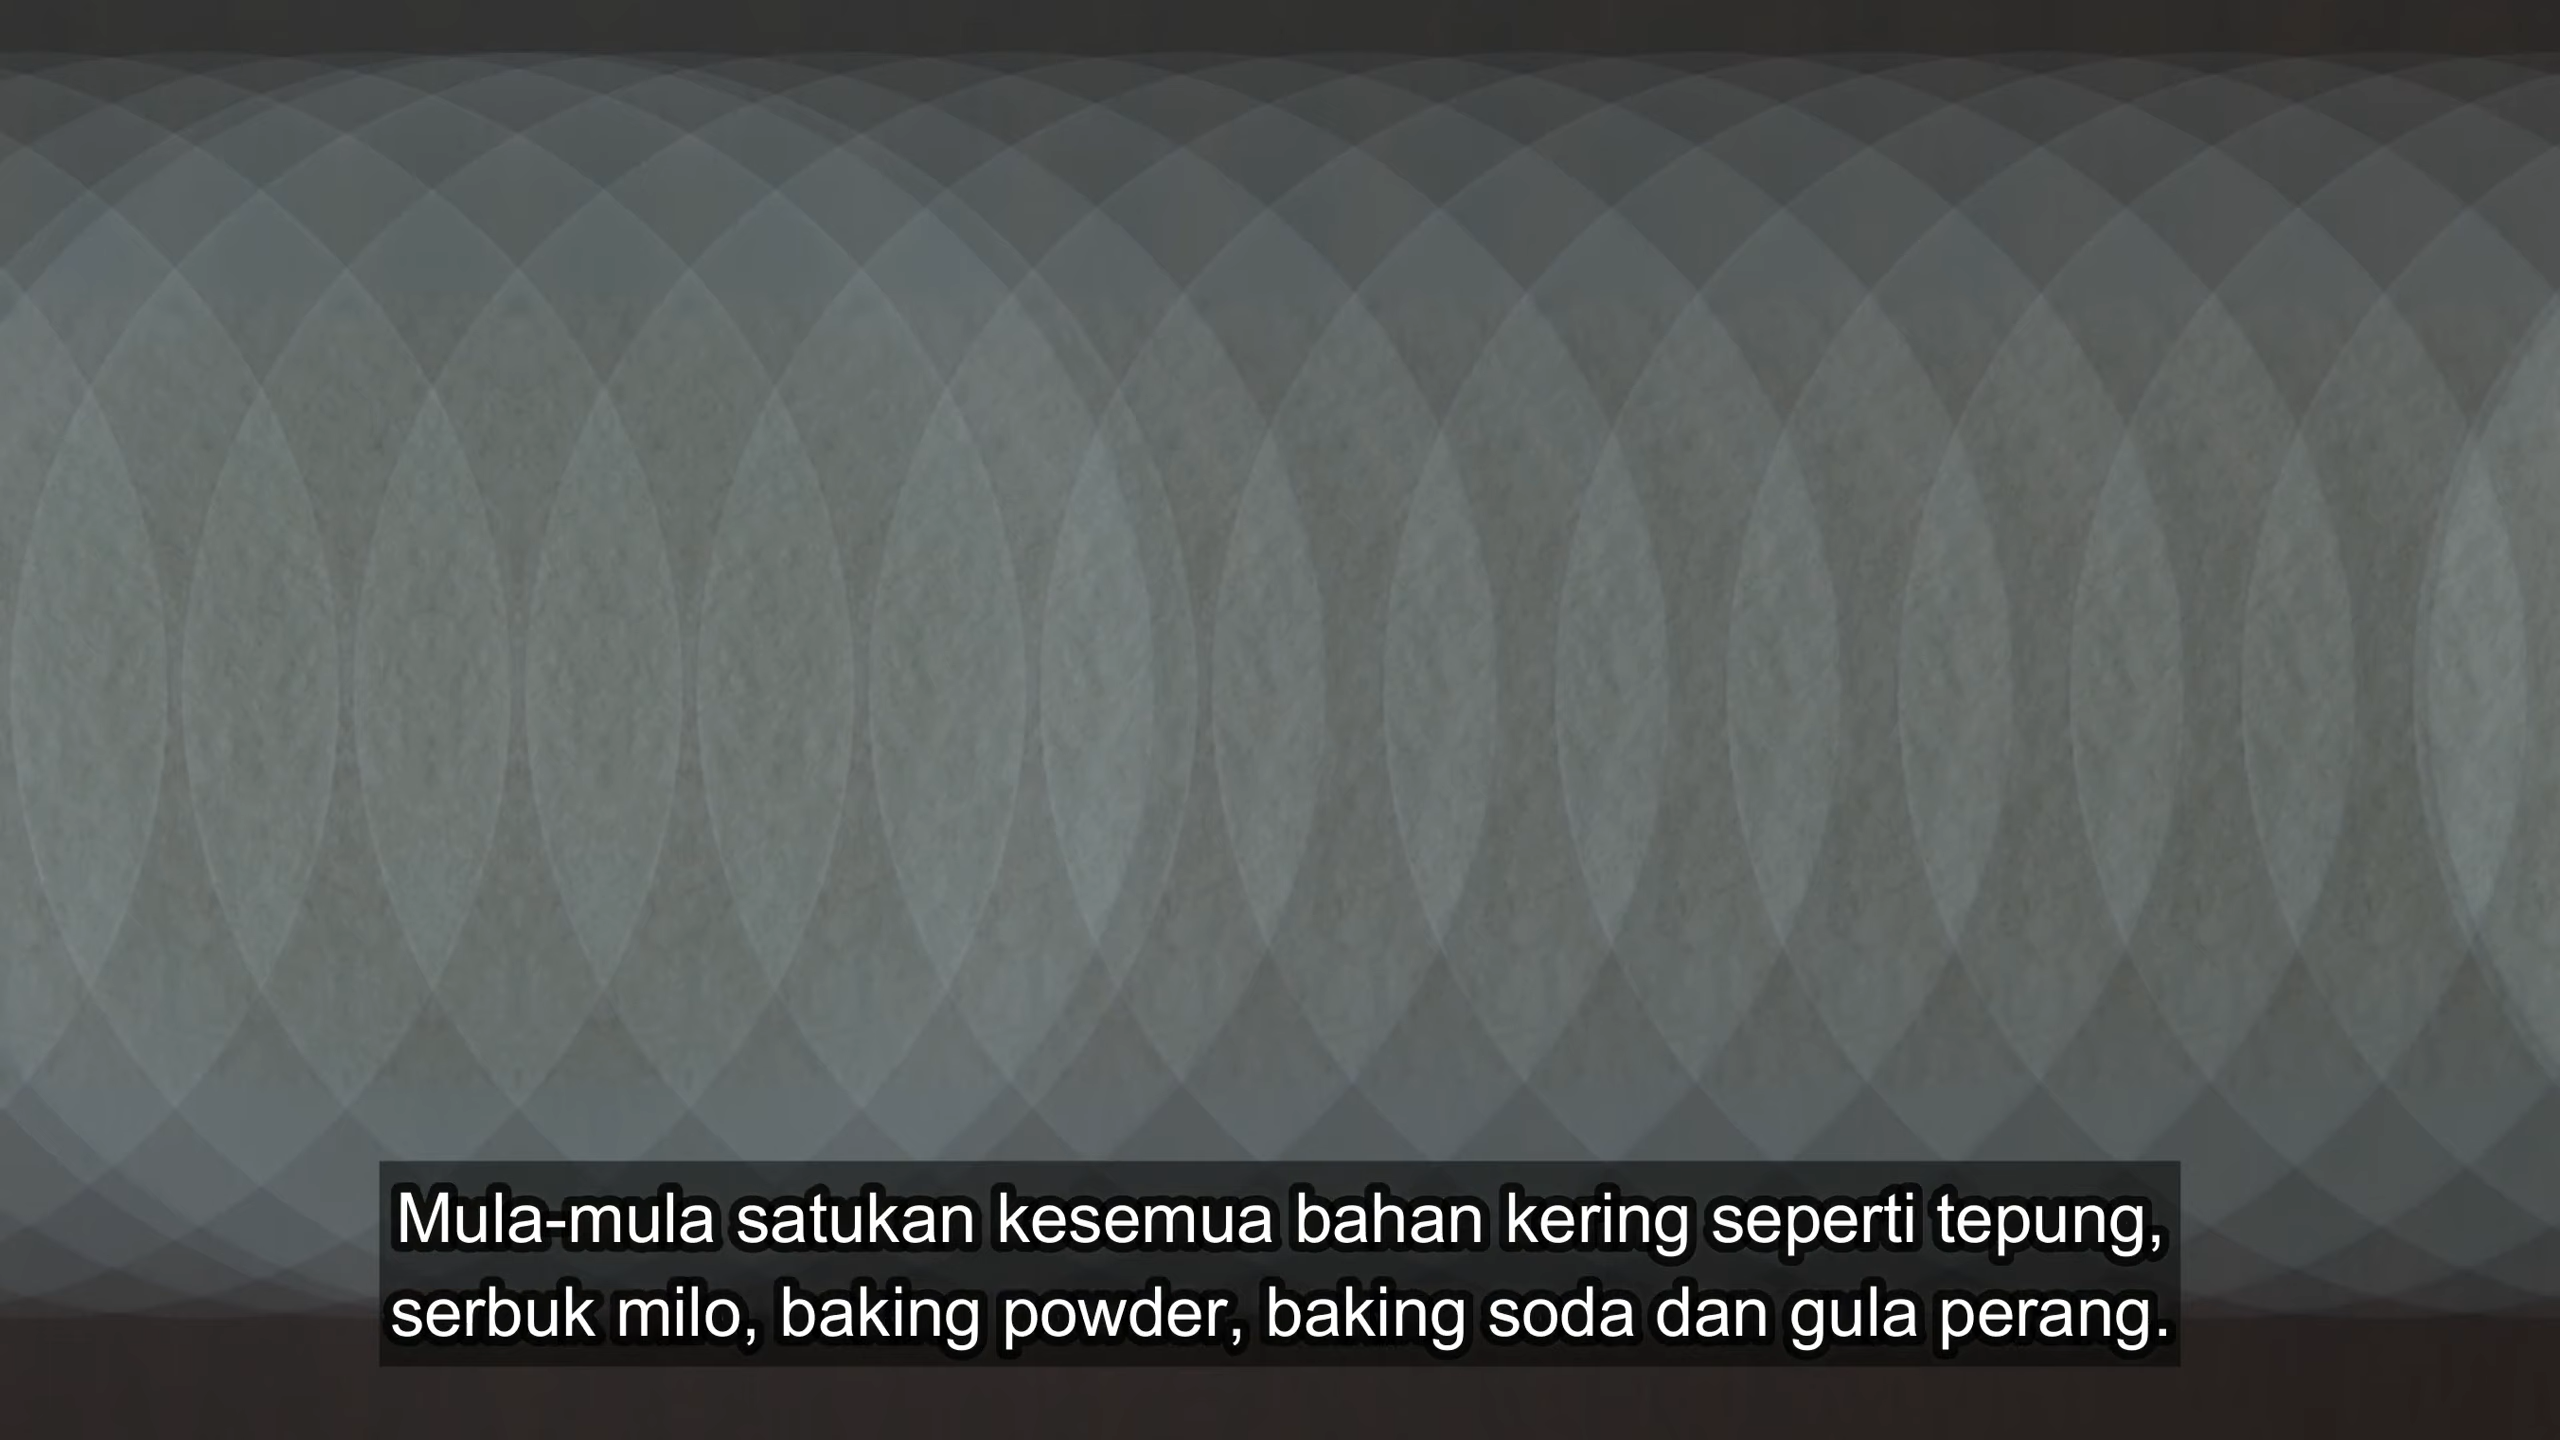 Mula-mula satukan kesemua bahan kering seperti tepung,
serbuk milo, baking powder, baking soda dan gula perang.